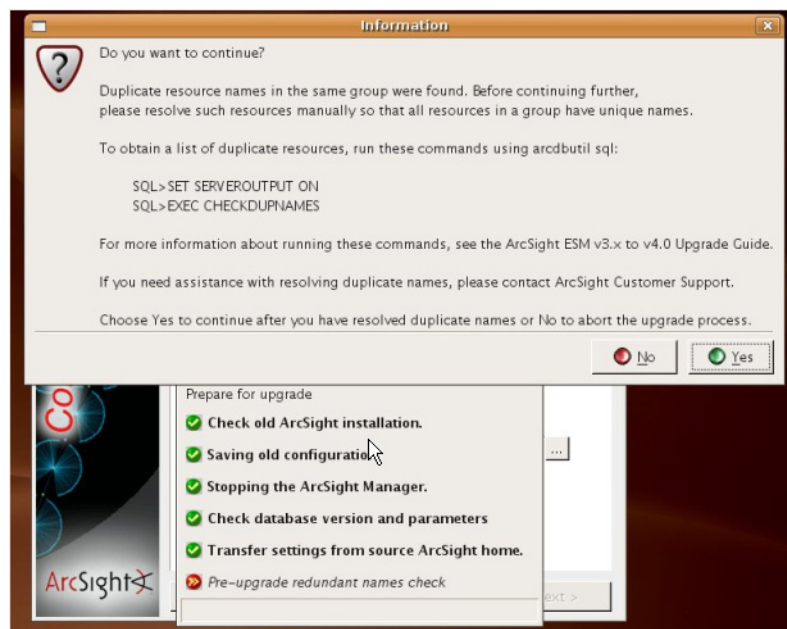 Information
Do you want to continue?
Duplicate resource names in the same group were found. Before continuing further,
please resolve such resources manually so that all resources in a group have unique names.
To obtain a list of duplicate resources, run these commands using arcdbutil sql:
SQL>SET SERVEROUTPUT ON
SQL>EXEC CHECKDUPNAMES
For more information about running these commands, see the ArcSight ESM v3.x to v4.0 Upgrade Guide.
If you need assistance with resolving duplicate names, please contact ArcSight Customer Support.
Choose Yes to continue after you have resolved duplicate names or No to abort the upgrade process.
No Yes
Co
Prepare for upgrade
Check old ArcSight installation.
Saving old configuratio
...
Stopping the ArcSight Manager.
Check database version and parameters
Transfer settings from source ArcSight home.
Pre-upgrade redundant names check
ArcSight
ext >